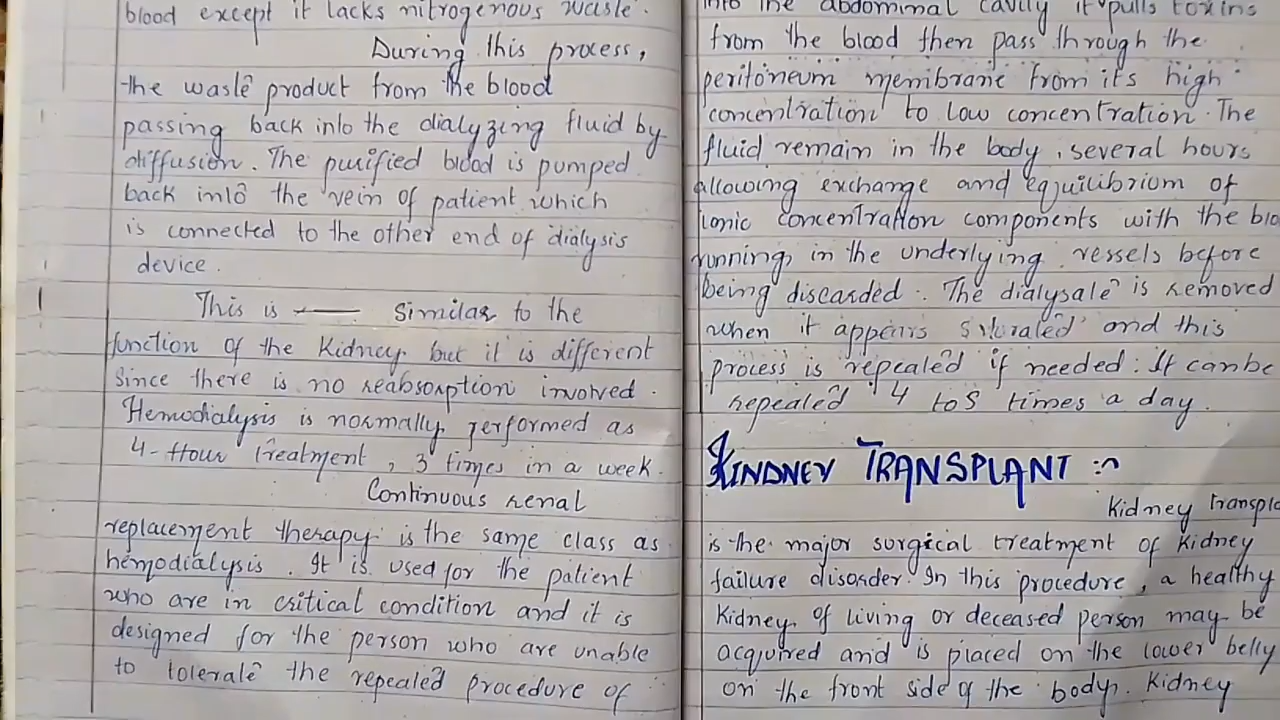 blood except it lacks nitrogenous waste.
During this process,
the waste product from the blood
passing back into the dialyzing fluid by
diffusion. The purified blood is pumped
back into the vein of patient which
is connected to the other end of dialysis
device.
This is —— Similar to the
function of the Kidney but it is different
since there is no reabsorption involved.
Hemodialysis is normally performed as
4-Hour treatment, 3 times in a week.
Continuous renal
replacement therapy is the same class as
hemodialysis. It is used for the patient
who are in critical condition and it is
designed for the person who are unable
to tolerate the repeated procedure of
into the abdominal cavity it pulls toxins
from the blood then pass through the
peritoneum membrane from its high
concentration to low concentration. The
fluid remain in the body, several hours
allowing exchange and equilibrium of
ionic concentration components with the blo
running in the underlying vessels before
being discarded. The dialysate is removed
when it appears saturated and this
process is repeated if needed. It can be
repeated 4 to 5 times a day.
KINDNEY TRANSPLANT :-
Kidney transpla
is the major surgical treatment of Kidney
failure disorder. In this procedure, a healthy
Kidney of living or deceased person may be
acquired and is placed on the lower belly
on the front side of the body. Kidney